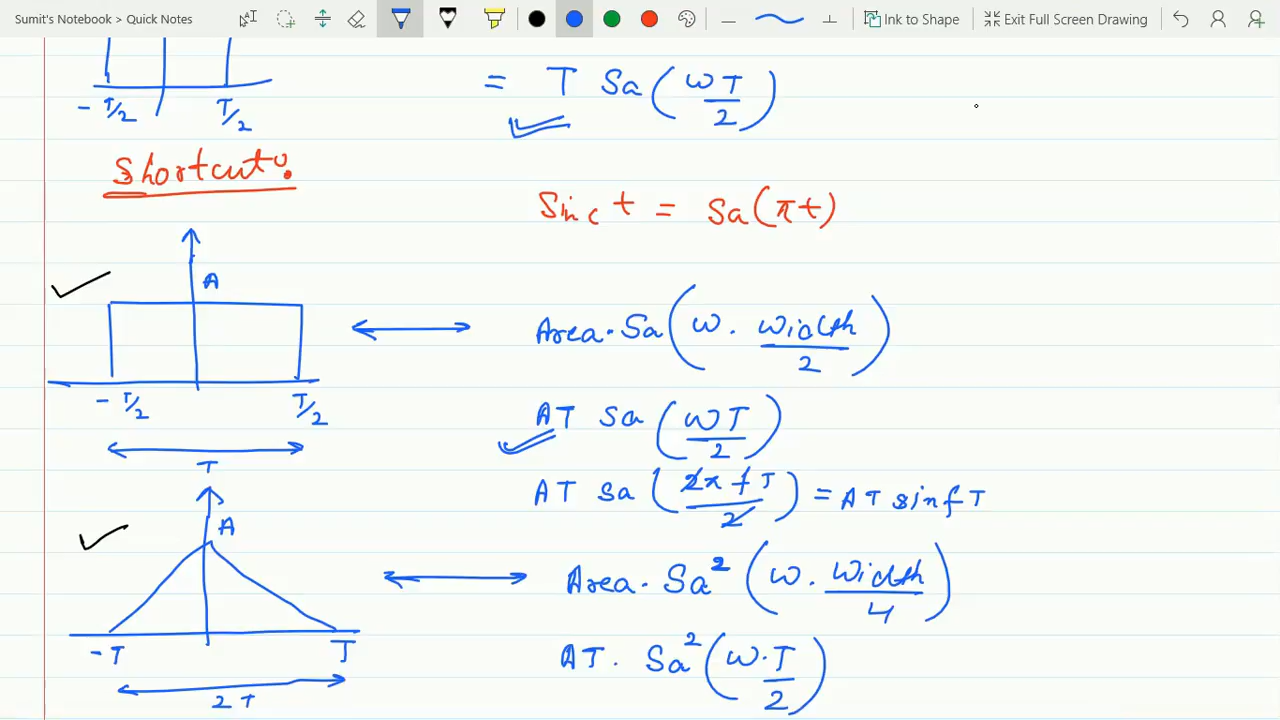 Sumit's Notebook > Quick Notes
Ink to Shape
Exit Full Screen Drawing
= T Sa(ωT/2)
-T/2 T/2
Shortcut:
Sinc t = Sa(πt)
A
Area·Sa(ω·width/2)
-T/2 T/2
AT Sa(ωT/2)
T
AT Sa(2πfT/2) = AT sinfT
A
Area·Sa²(ω·Width/4)
-T T
AT·Sa²(ω·T/2)
2T